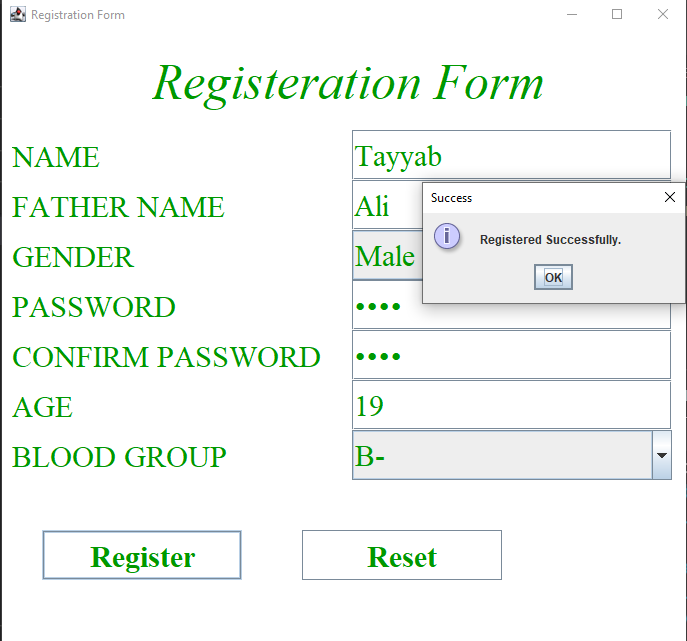 Registration Form
Registeration Form
NAME Tayyab
Success
FATHER NAME Ali
Registered Successfully.
GENDER Male
OK
PASSWORD ••••
CONFIRM PASSWORD ••••
AGE 19
BLOOD GROUP B-
Register Reset